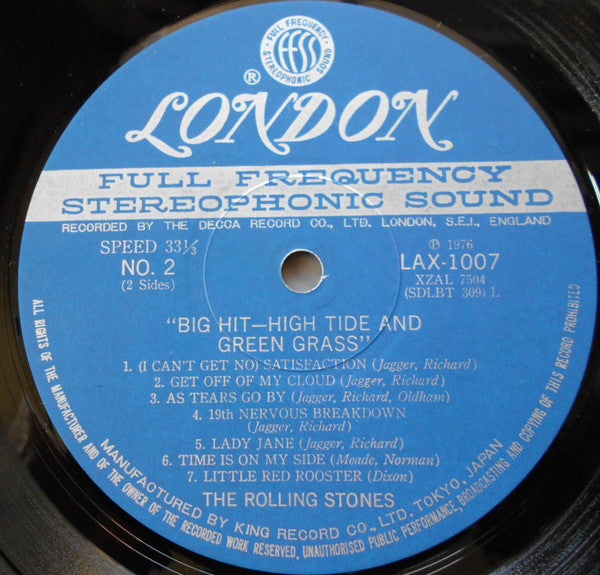 FULL FREQUENCY
ffss
STEREOPHONIC SOUND
®
LONDON
FULL FREQUENCY
STEREOPHONIC SOUND
RECORDED BY THE DECCA RECORD CO., LTD. LONDON, S.E.I., ENGLAND
SPEED 33⅓
NO. 2
(2 Sides)
℗ 1976
LAX-1007
XZAL 7504
(SDLBT 309) L
"BIG HIT—HIGH TIDE AND
GREEN GRASS"
1. (I CAN'T GET NO) SATISFACTION (Jagger, Richard)
2. GET OFF OF MY CLOUD (Jagger, Richard)
3. AS TEARS GO BY (Jagger, Richard, Oldham)
4. 19th NERVOUS BREAKDOWN
(Jagger, Richard)
5. LADY JANE (Jagger, Richard)
6. TIME IS ON MY SIDE (Meade, Norman)
7. LITTLE RED ROOSTER (Dixon)
THE ROLLING STONES
MANUFACTURED BY KING RECORD CO., LTD. TOKYO, JAPAN
ALL RIGHTS OF THE MANUFACTURER AND OF THE OWNER OF THE RECORDED WORK RESERVED. UNAUTHORISED PUBLIC PERFORMANCE, BROADCASTING AND COPYING OF THIS RECORD PROHIBITED